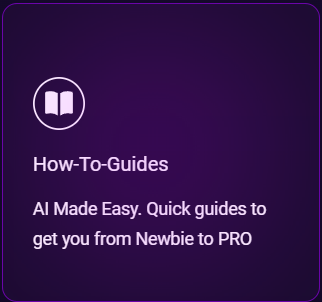 How-To-Guides
AI Made Easy. Quick guides to
get you from Newbie to PRO